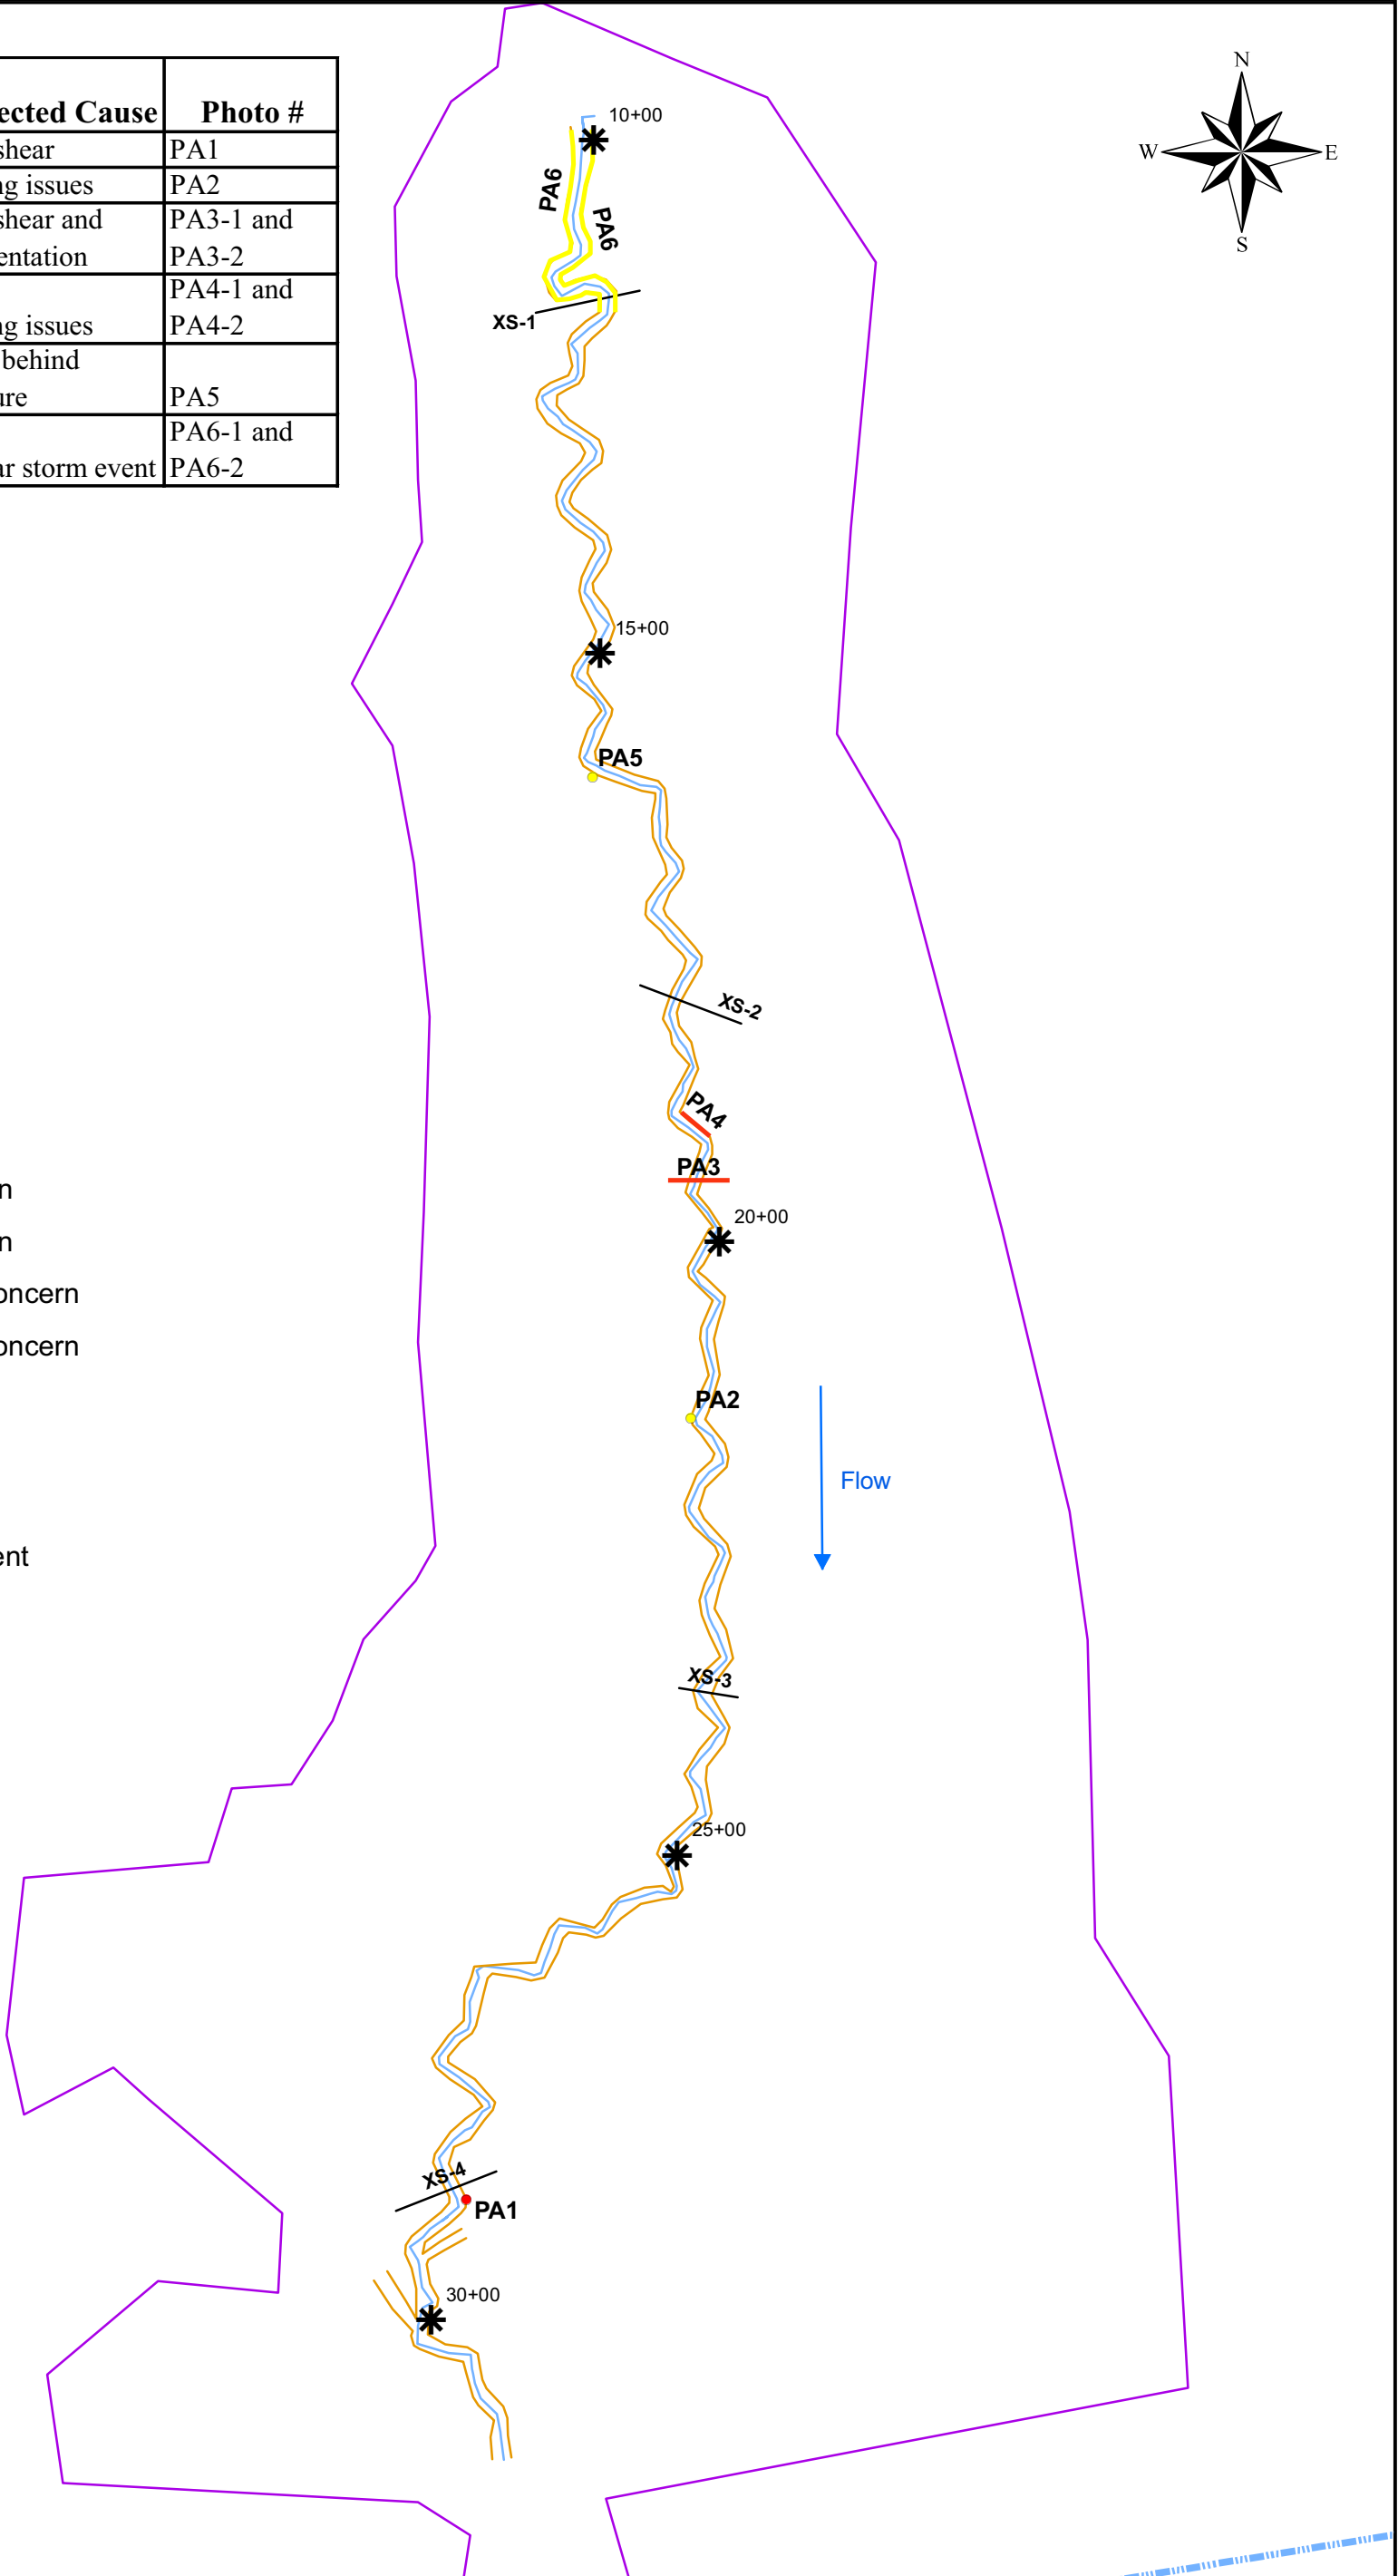 ected Cause Photo #
shear PA1
ng issues PA2
shear and PA3-1 and
entation PA3-2
PA4-1 and
ng issues PA4-2
behind
ure PA5
PA6-1 and
ar storm event PA6-2
N
W E
S
10+00
PA6
PA6
XS-1
15+00
PA5
XS-2
PA4
PA3
n
20+00
n
oncern
oncern
PA2
Flow
ent
XS-3
25+00
XS-4
PA1
30+00